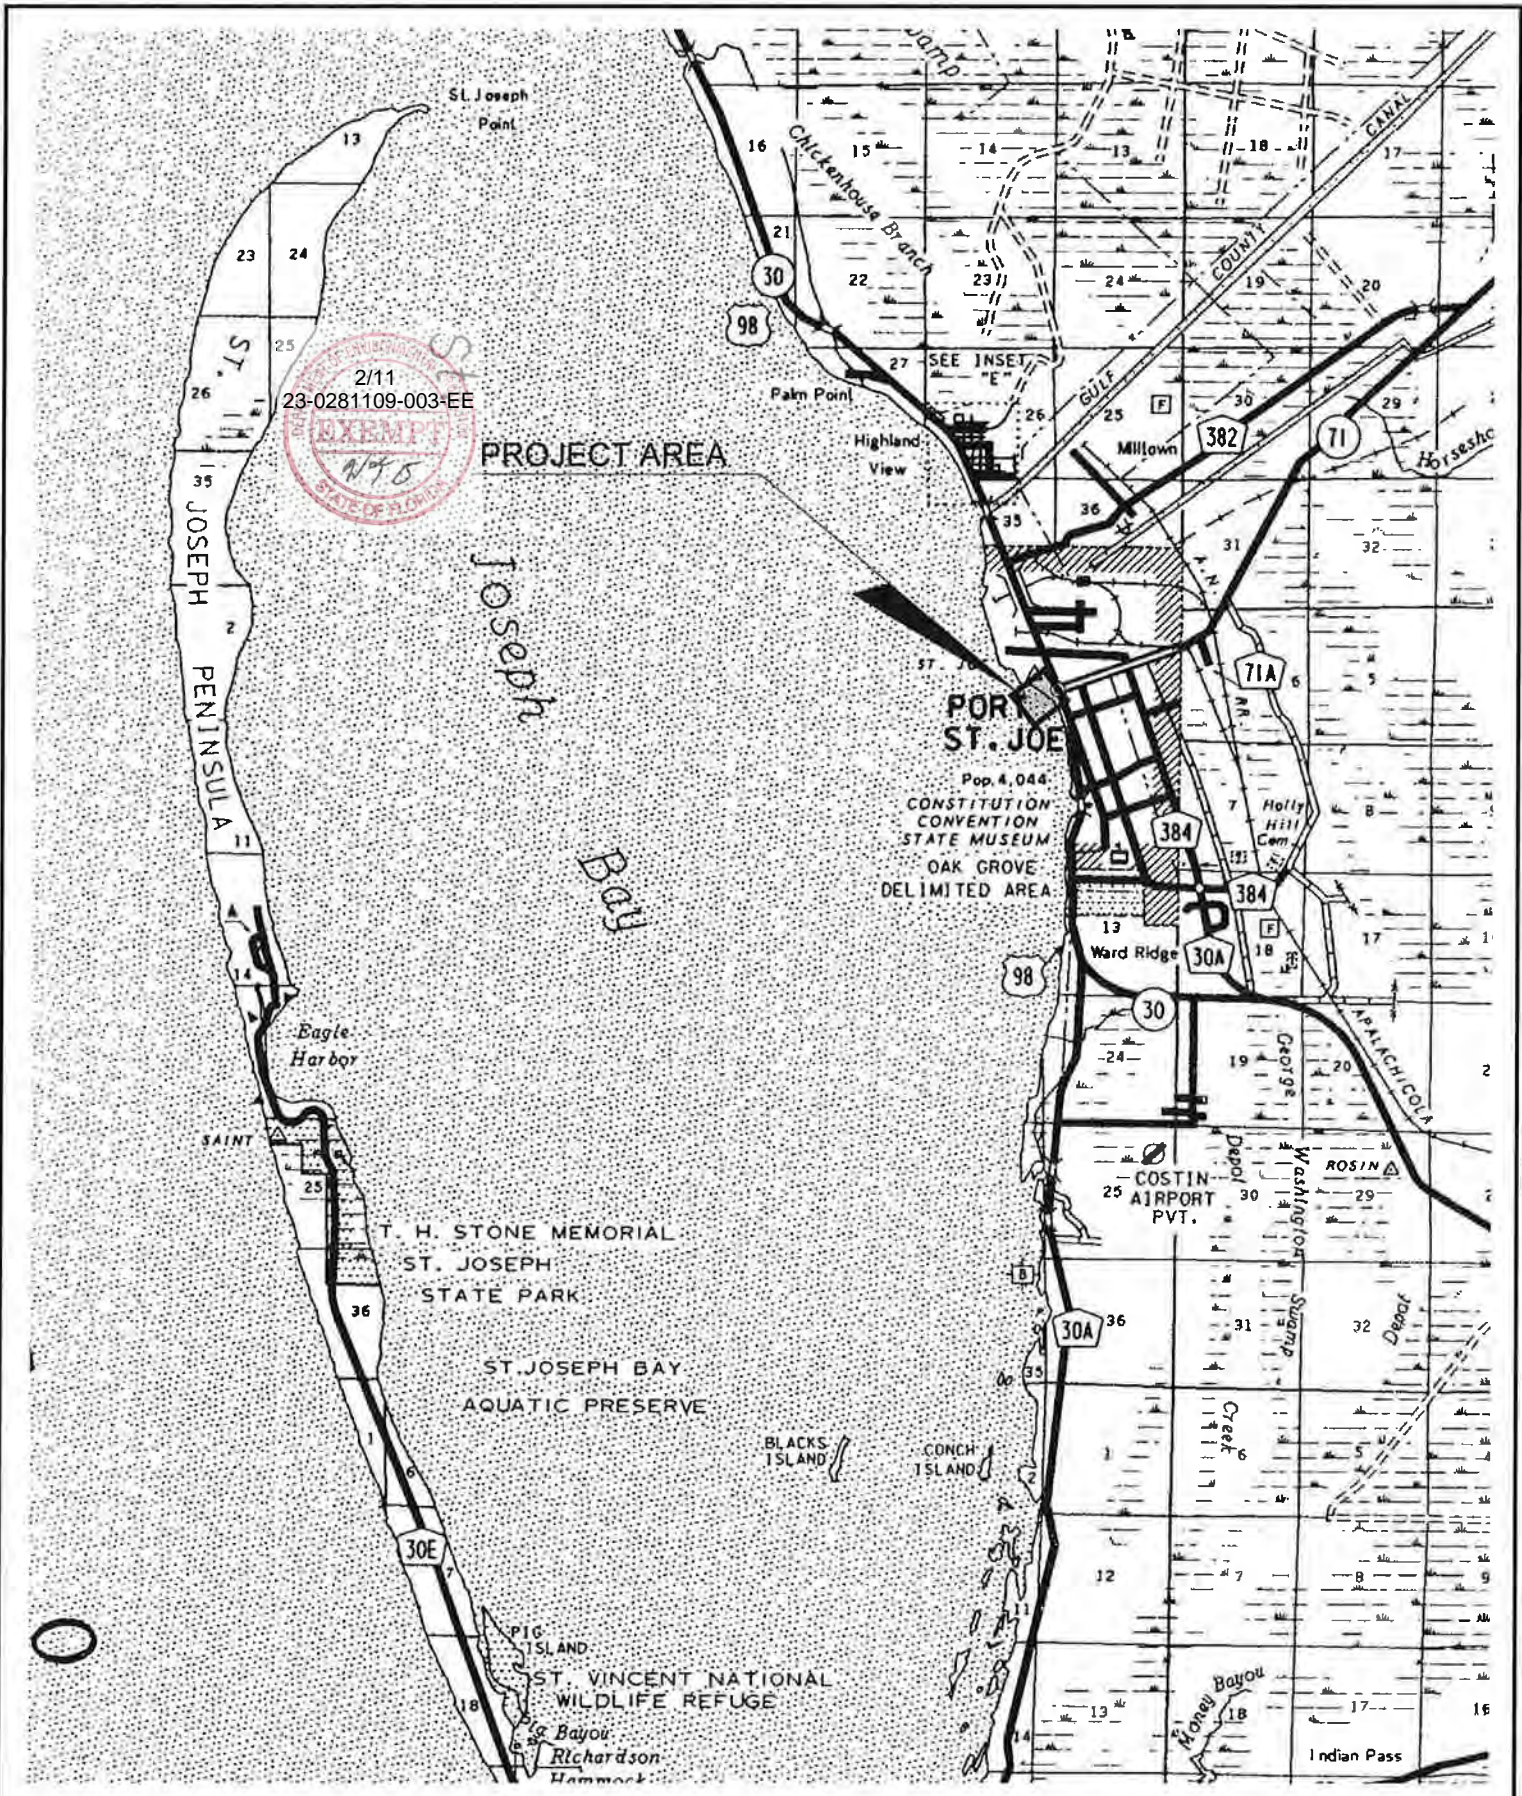 St. Joseph
Point
13
23
24
ST.
25
26
35
JOSEPH
2
PENINSULA
11
14
Eagle
Harbor
SAINT
25
36
1
6
30E
7
18
2/11
23-0281109-003-EE
EXEMPT
STATE OF FLORIDA
PROJECT AREA
St
Joseph
Bay
T. H. STONE MEMORIAL
ST. JOSEPH
STATE PARK
ST. JOSEPH BAY
AQUATIC PRESERVE
BLACKS
ISLAND
CONCH
ISLAND
PIG
ISLAND
ST. VINCENT NATIONAL
WILDLIFE REFUGE
Pig Bayou
Richardson
Hammock
16
Chickenhouse Branch
15
14
13
18
17
CANAL
21
30
98
22
23
24
COUNTY
19
20
27
SEE INSET
"E"
Palm Point
26
GULF
25
F
30
29
382
71
Highland
View
Milltown
35
36
31
32
A.N.
RR
71A
6
5
PORT
ST. JOE
Pop. 4,044
CONSTITUTION
CONVENTION
STATE MUSEUM
OAK GROVE
DELIMITED AREA
7
Holly
Hill
Cem
8
384
384
13
Ward Ridge
30A
F
18
17
98
30
24
19
George
20
APALACHICOLA
COSTIN
AIRPORT
PVT.
25
Depot
30
Washington
ROSIN
29
B
36
30A
31
Swamp
32
Depot
35
1
Creek
6
5
4
2
12
7
8
9
11
13
Money Bayou
18
17
16
14
Indian Pass